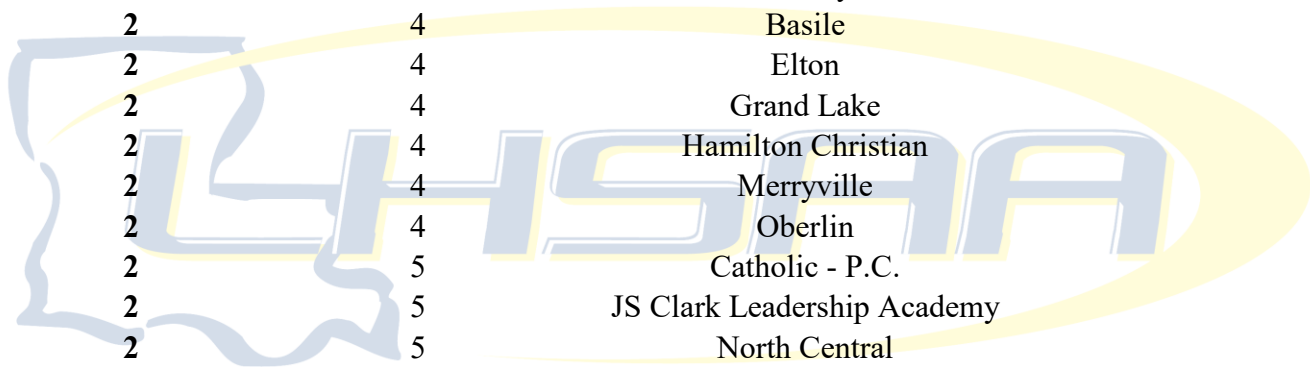 2 4 Basile
2 4 Elton
2 4 Grand Lake
2 4 Hamilton Christian
2 4 Merryville
2 4 Oberlin
2 5 Catholic - P.C.
2 5 JS Clark Leadership Academy
2 5 North Central
LHSAA